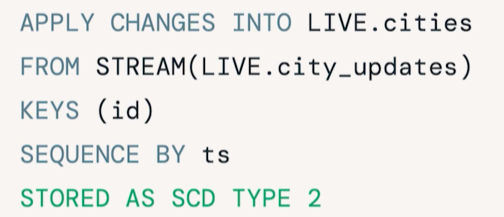 APPLY CHANGES INTO LIVE.cities
FROM STREAM(LIVE.city_updates)
KEYS (id)
SEQUENCE BY ts
STORED AS SCD TYPE 2